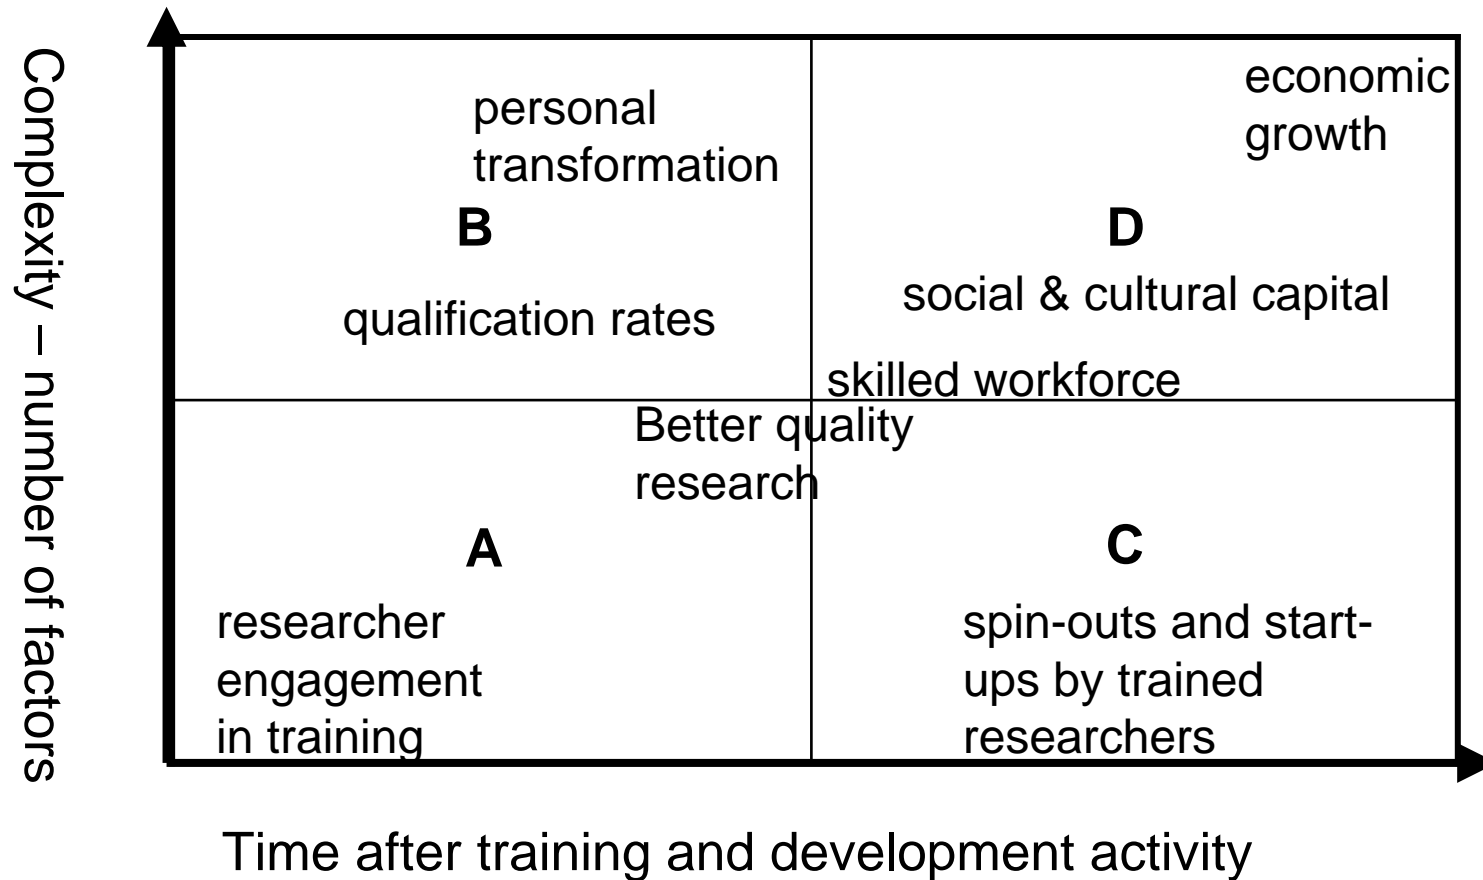 Complexity – number of factors
personal
transformation
B
qualification rates
economic
growth
D
social & cultural capital
skilled workforce
Better quality
research
A
researcher
engagement
in training
C
spin-outs and start-
ups by trained
researchers
Time after training and development activity